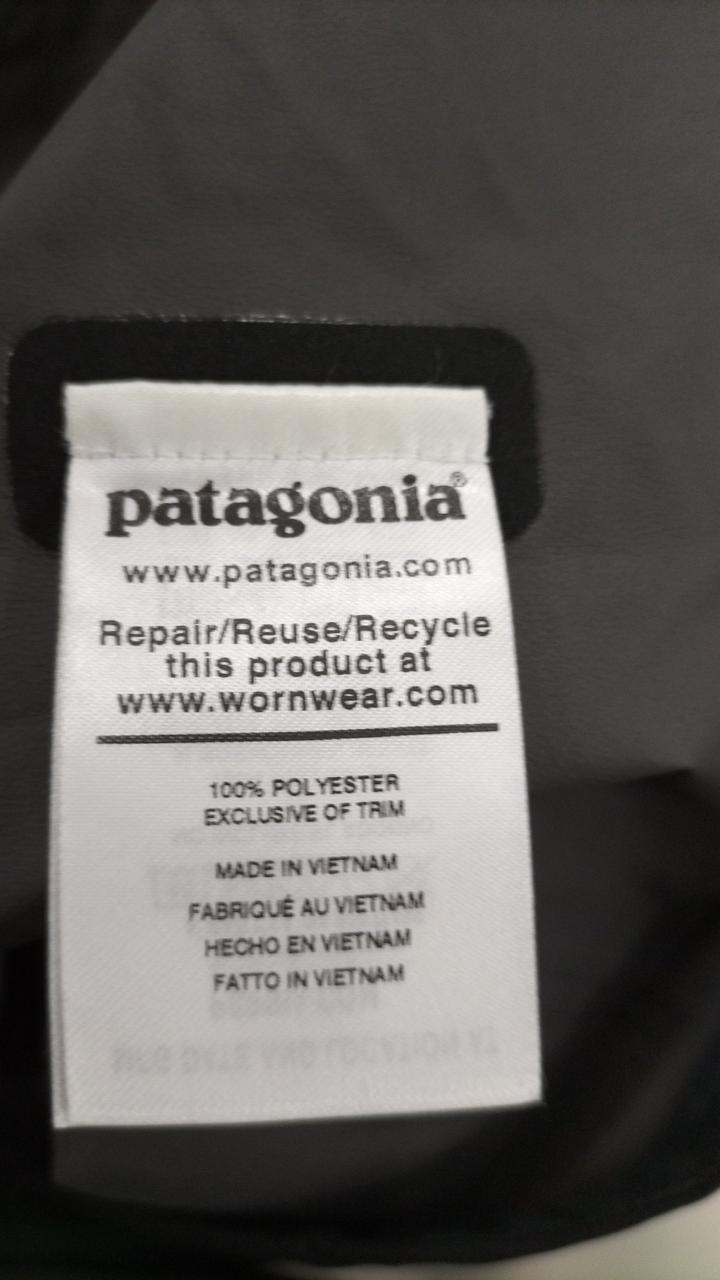 patagonia®
www.patagonia.com
Repair/Reuse/Recycle
this product at
www.wornwear.com
100% POLYESTER
EXCLUSIVE OF TRIM
MADE IN VIETNAM
FABRIQUÉ AU VIETNAM
HECHO EN VIETNAM
FATTO IN VIETNAM